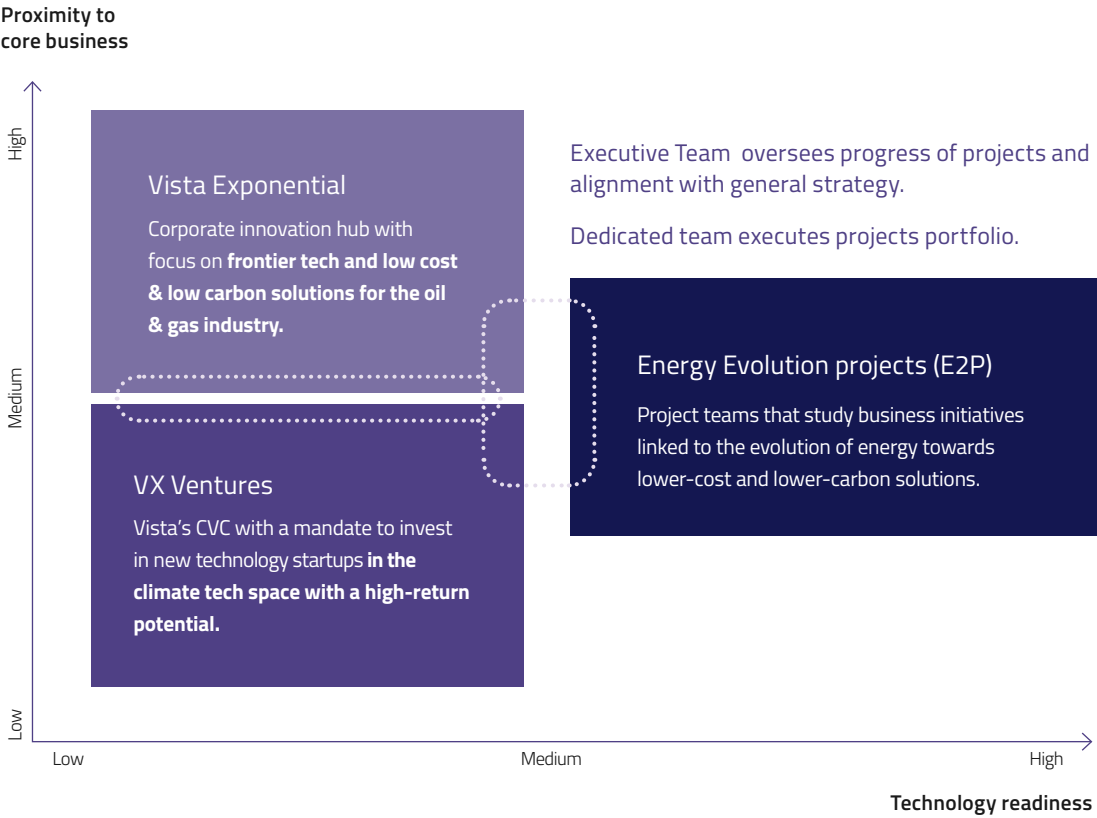 Proximity to
core business
High
Medium
Low
Vista Exponential
Corporate innovation hub with
focus on frontier tech and low cost
& low carbon solutions for the oil
& gas industry.
Executive Team oversees progress of projects and
alignment with general strategy.
Dedicated team executes projects portfolio.
Energy Evolution projects (E2P)
Project teams that study business initiatives
linked to the evolution of energy towards
lower-cost and lower-carbon solutions.
VX Ventures
Vista’s CVC with a mandate to invest
in new technology startups in the
climate tech space with a high-return
potential.
Low
Medium
High
Technology readiness